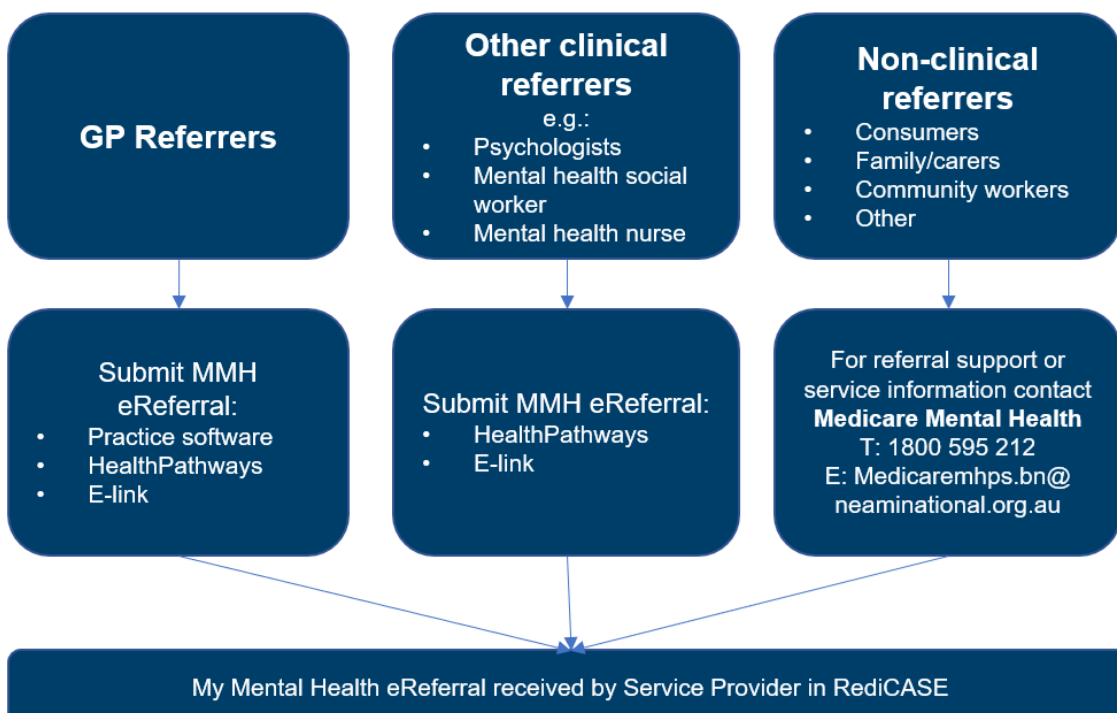 GP Referrers
Other clinical
referrers
e.g.:
• Psychologists
• Mental health social
worker
• Mental health nurse
Non-clinical
referrers
• Consumers
• Family/carers
• Community workers
• Other
Submit MMH
eReferral:
• Practice software
• HealthPathways
• E-link
Submit MMH eReferral:
• HealthPathways
• E-link
For referral support or
service information contact
Medicare Mental Health
T: 1800 595 212
E: Medicaremhps.bn@
neaminational.org.au
My Mental Health eReferral received by Service Provider in RediCASE